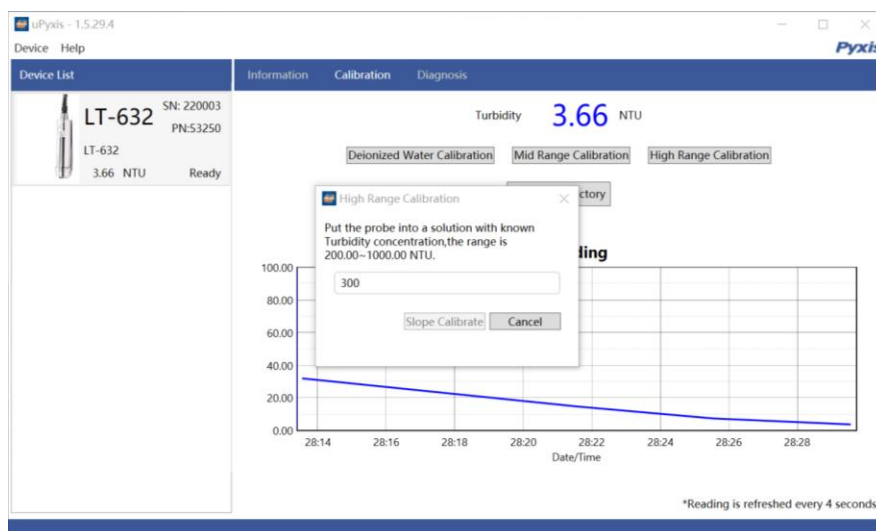 uPyxis - 1.5.29.4
Device Help
Pyxis
Device List
Information Calibration Diagnosis
LT-632
SN: 220003
PN:53250
LT-632
3.66 NTU Ready
Turbidity 3.66 NTU
Deionized Water Calibration Mid Range Calibration High Range Calibration
ctory
High Range Calibration
Put the probe into a solution with known
Turbidity concentration,the range is
200.00~1000.00 NTU.
300
Slope Calibrate Cancel
ding
100.00
80.00
60.00
40.00
20.00
0.00
28:14 28:16 28:18 28:20 28:22 28:24 28:26 28:28
Date/Time
*Reading is refreshed every 4 seconds